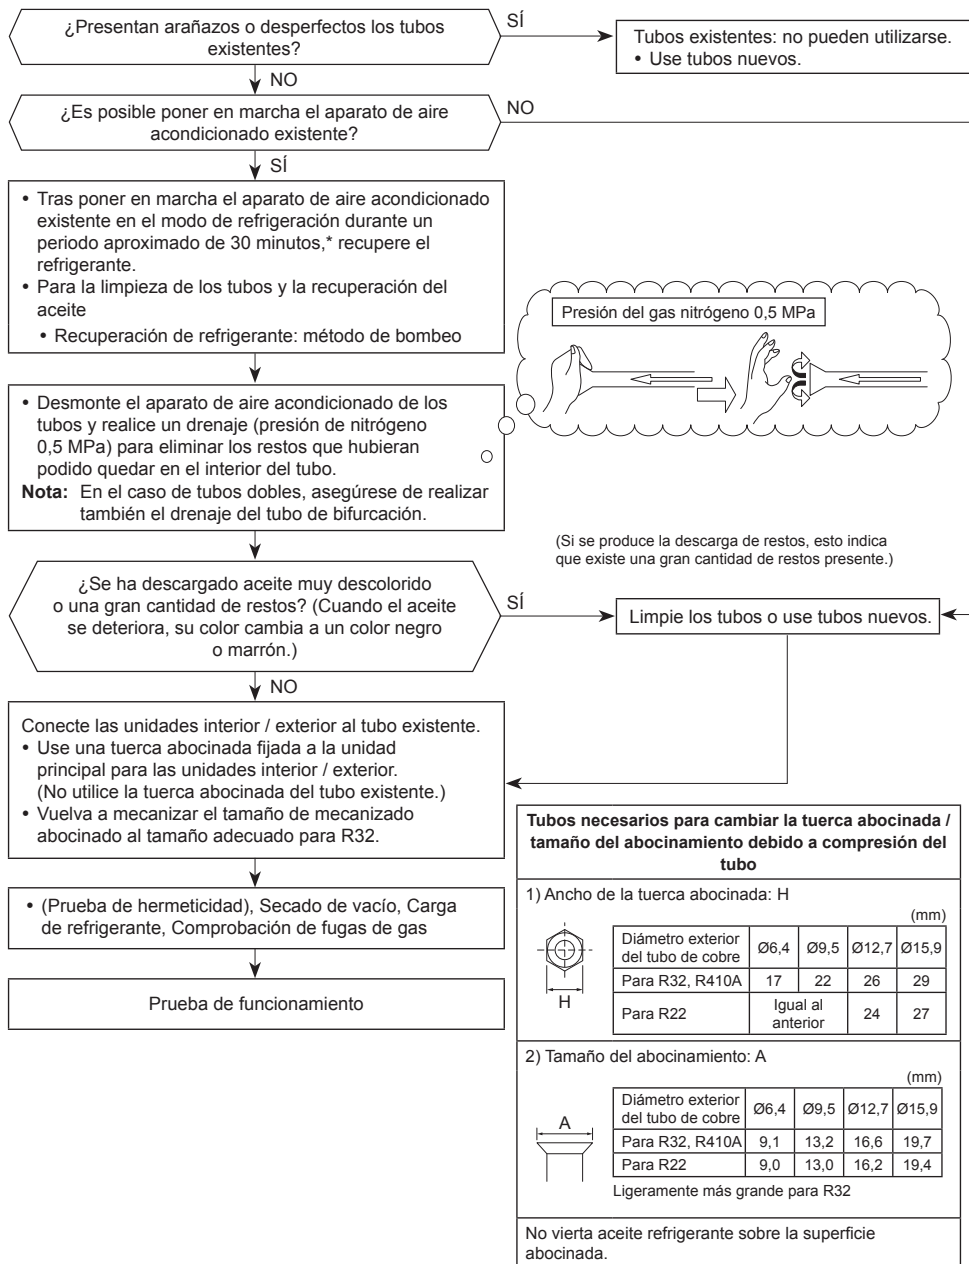 ¿Presentan arañazos o desperfectos los tubos
existentes?
SÍ
Tubos existentes: no pueden utilizarse.
• Use tubos nuevos.
NO
¿Es posible poner en marcha el aparato de aire
acondicionado existente?
NO
SÍ
• Tras poner en marcha el aparato de aire acondicionado
existente en el modo de refrigeración durante un
periodo aproximado de 30 minutos,* recupere el
refrigerante.
• Para la limpieza de los tubos y la recuperación del
aceite
• Recuperación de refrigerante: método de bombeo
Presión del gas nitrógeno 0,5 MPa
• Desmonte el aparato de aire acondicionado de los
tubos y realice un drenaje (presión de nitrógeno
0,5 MPa) para eliminar los restos que hubieran
podido quedar en el interior del tubo.
Nota: En el caso de tubos dobles, asegúrese de realizar
también el drenaje del tubo de bifurcación.
(Si se produce la descarga de restos, esto indica
que existe una gran cantidad de restos presente.)
¿Se ha descargado aceite muy descolorido
o una gran cantidad de restos? (Cuando el aceite
se deteriora, su color cambia a un color negro
o marrón.)
SÍ
Limpie los tubos o use tubos nuevos.
NO
Conecte las unidades interior / exterior al tubo existente.
• Use una tuerca abocinada fijada a la unidad
principal para las unidades interior / exterior.
(No utilice la tuerca abocinada del tubo existente.)
• Vuelva a mecanizar el tamaño de mecanizado
abocinado al tamaño adecuado para R32.
• (Prueba de hermeticidad), Secado de vacío, Carga
de refrigerante, Comprobación de fugas de gas
Prueba de funcionamiento
Tubos necesarios para cambiar la tuerca abocinada /
tamaño del abocinamiento debido a compresión del
tubo
1) Ancho de la tuerca abocinada: H
(mm)
H
Diámetro exterior
del tubo de cobre Ø6,4 Ø9,5 Ø12,7 Ø15,9
Para R32, R410A 17 22 26 29
Para R22 Igual al
anterior 24 27
2) Tamaño del abocinamiento: A
(mm)
A
Diámetro exterior
del tubo de cobre Ø6,4 Ø9,5 Ø12,7 Ø15,9
Para R32, R410A 9,1 13,2 16,6 19,7
Para R22 9,0 13,0 16,2 19,4
Ligeramente más grande para R32
No vierta aceite refrigerante sobre la superficie
abocinada.